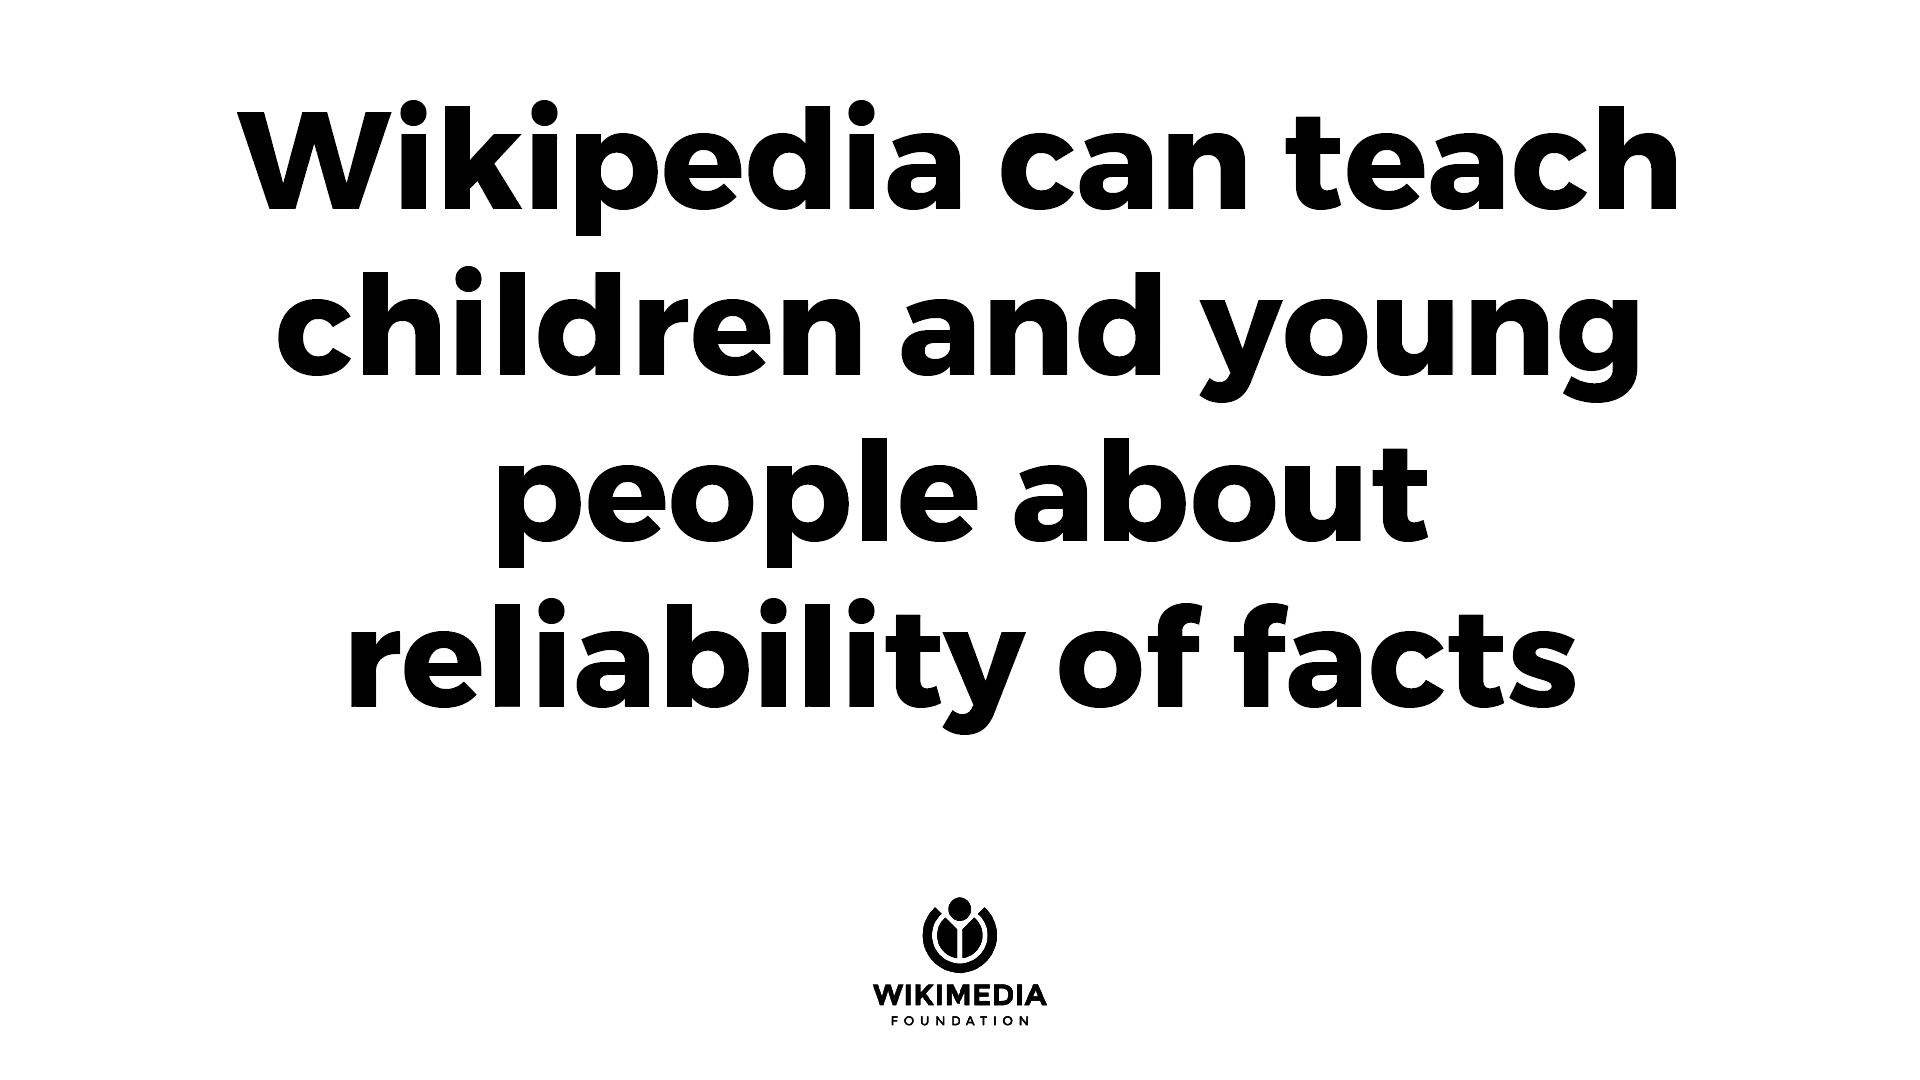 Wikipedia can teach
children and young
people about
reliability of facts
WIKIMEDIA
FOUNDATION